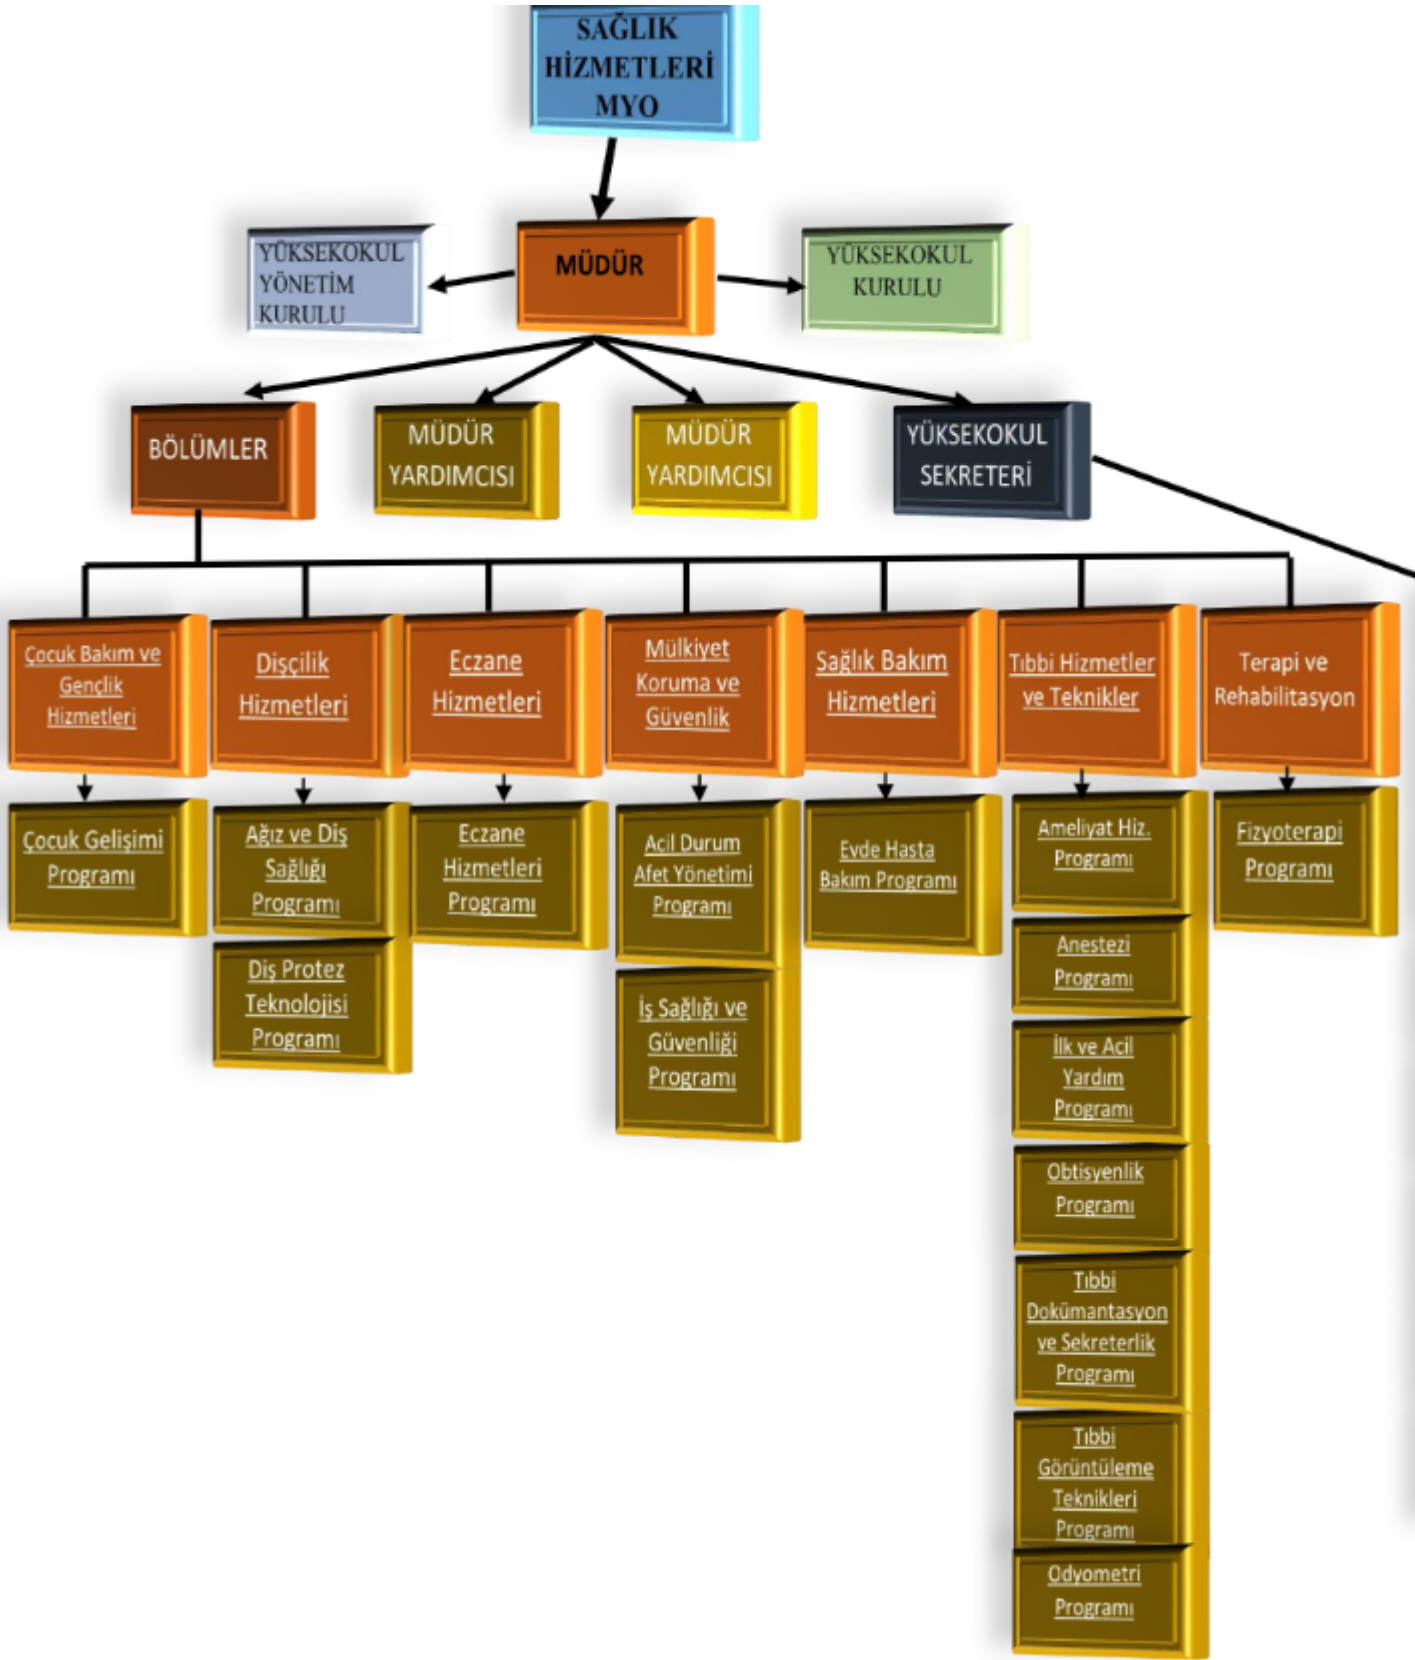 SAĞLIK
HİZMETLERİ
MYO
YÜKSEKOKUL
YÖNETİM
KURULU
MÜDÜR
YÜKSEKOKUL
KURULU
BÖLÜMLER
MÜDÜR
YARDIMCISI
MÜDÜR
YARDIMCISI
YÜKSEKOKUL
SEKRETERİ
Çocuk Bakım ve
Gençlik
Hizmetleri
Dişçilik
Hizmetleri
Eczane
Hizmetleri
Mülkiyet
Koruma ve
Güvenlik
Sağlık Bakım
Hizmetleri
Tıbbi Hizmetler
ve Teknikler
Terapi ve
Rehabilitasyon
Çocuk Gelişimi
Programı
Ağız ve Diş
Sağlığı
Programı
Eczane
Hizmetleri
Programı
Acil Durum
Afet Yönetimi
Programı
Evde Hasta
Bakım Programı
Ameliyat Hiz.
Programı
Fizyoterapi
Programı
Diş Protez
Teknolojisi
Programı
İş Sağlığı ve
Güvenliği
Programı
Anestezi
Programı
İlk ve Acil
Yardım
Programı
Obtisyenlik
Programı
Tıbbi
Dokümantasyon
ve Sekreterlik
Programı
Tıbbi
Görüntüleme
Teknikleri
Programı
Odyometri
Programı